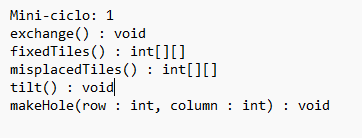 Mini-ciclo: 1
exchange() : void
fixedTiles() : int[][]
misplacedTiles() : int[][]
tilt() : void
makeHole(row : int, column : int) : void